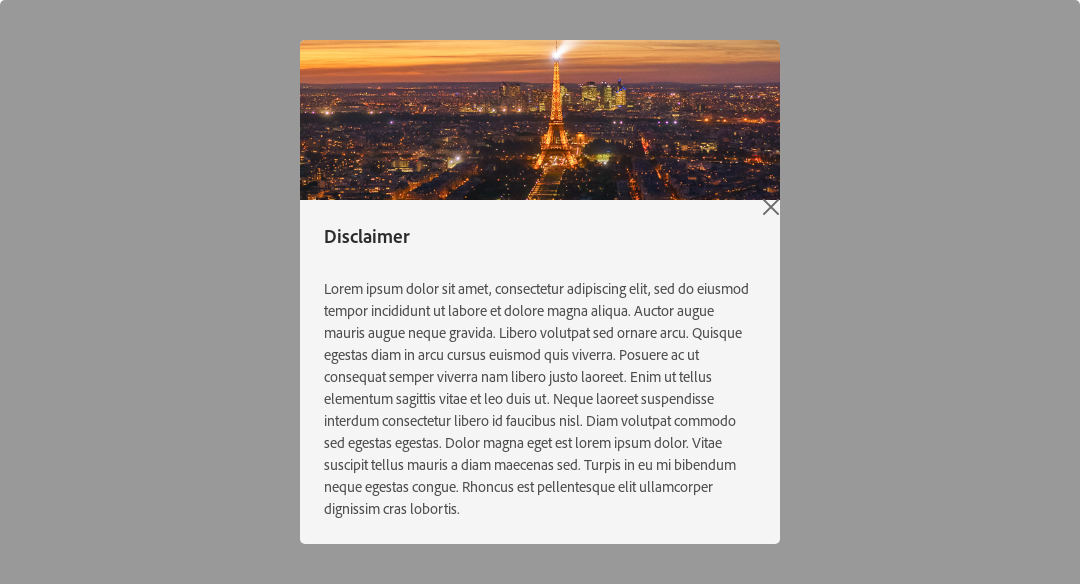 Disclaimer
Lorem ipsum dolor sit amet, consectetur adipiscing elit, sed do eiusmod
tempor incididunt ut labore et dolore magna aliqua. Auctor augue
mauris augue neque gravida. Libero volutpat sed ornare arcu. Quisque
egestas diam in arcu cursus euismod quis viverra. Posuere ac ut
consequat semper viverra nam libero justo laoreet. Enim ut tellus
elementum sagittis vitae et leo duis ut. Neque laoreet suspendisse
interdum consectetur libero id faucibus nisl. Diam volutpat commodo
sed egestas egestas. Dolor magna eget est lorem ipsum dolor. Vitae
suscipit tellus mauris a diam maecenas sed. Turpis in eu mi bibendum
neque egestas congue. Rhoncus est pellentesque elit ullamcorper
dignissim cras lobortis.